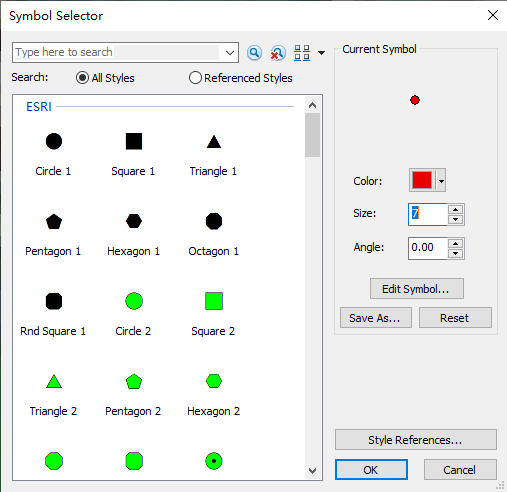 Symbol Selector
Type here to search
Search:
All Styles
Referenced Styles
ESRI
Circle 1
Square 1
Triangle 1
Pentagon 1
Hexagon 1
Octagon 1
Rnd Square 1
Circle 2
Square 2
Triangle 2
Pentagon 2
Hexagon 2
Current Symbol
Color:
Size:
7
Angle:
0.00
Edit Symbol...
Save As...
Reset
Style References...
OK
Cancel